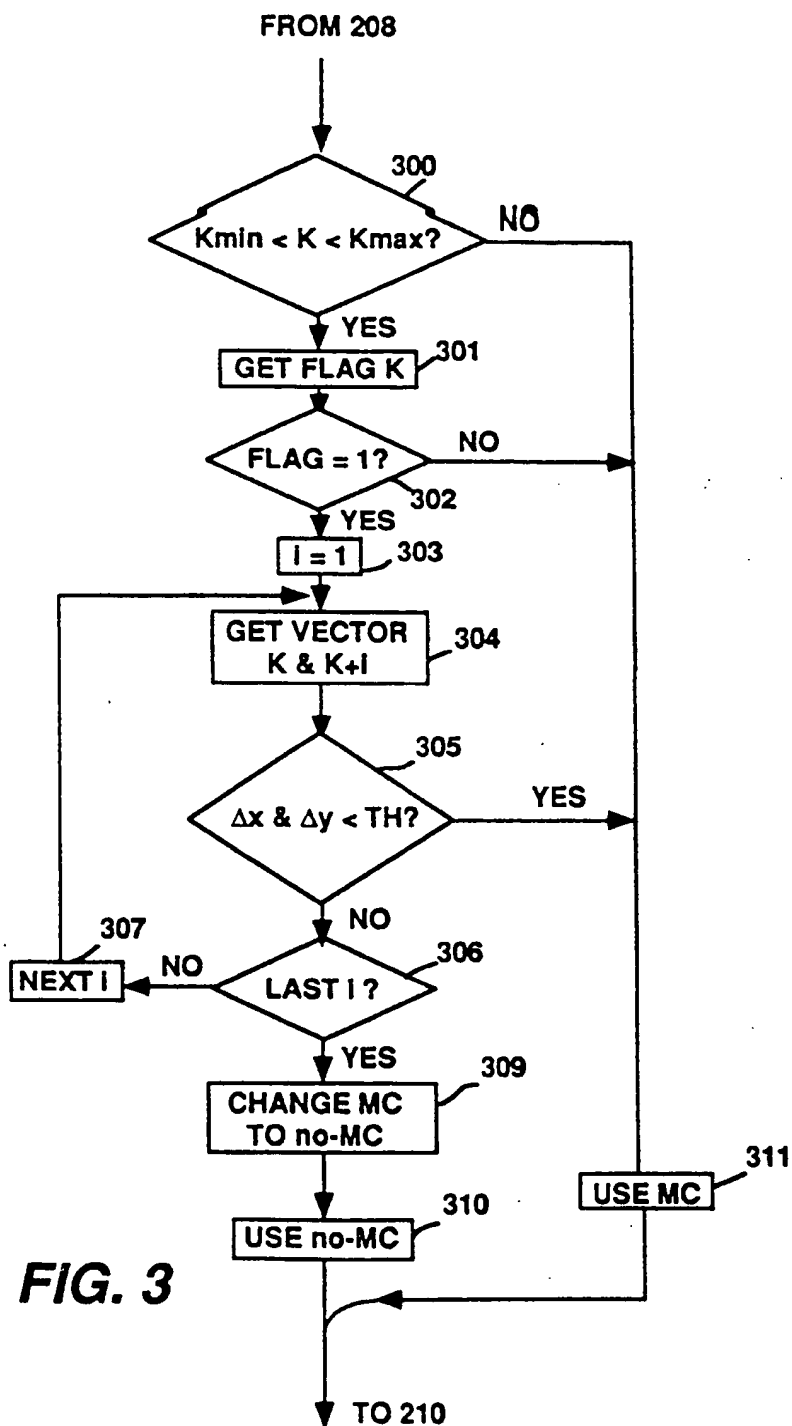 FROM 208
300
Kmin < K < Kmax?
NO
YES
301
GET FLAG K
FLAG = 1?
NO
302
YES
i = 1
303
GET VECTOR
K & K+i
304
305
Δx & Δy < TH?
YES
NO
307
306
NEXT i
NO
LAST i ?
YES
309
CHANGE MC
TO no-MC
311
USE MC
310
USE no-MC
FIG. 3
TO 210